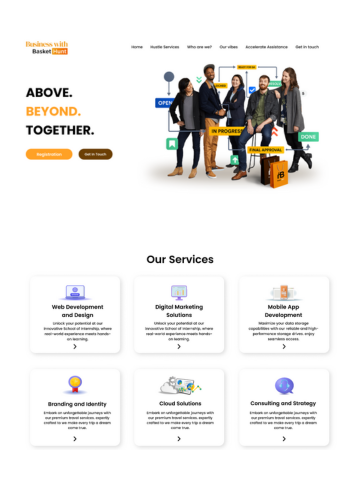 Business with
Basket Hunt
Home Hustle Services Who are we? Our vibes Accelerate Assistance Get in touch
ABOVE.
BEYOND.
TOGETHER.
Registration Get in Touch
OPEN
IN PROGRESS
DONE
FINAL APPROVAL
Our Services
Web Development
and Design
Unlock your potential at our
innovative School of Internship, where
real-world experience meets hands-
on learning.
Digital Marketing
Solutions
Unlock your potential at our
innovative School of Internship, where
real-world experience meets hands-
on learning.
Mobile App
Development
Maximize your data storage
capabilities with our reliable and high-
performance storage drives. Enjoy
seamless access.
Branding and Identity
Embark on unforgettable journeys with
our premium travel services, expertly
crafted to we make every trip a dream
come true.
Cloud Solutions
Embark on unforgettable journeys with
our premium travel services, expertly
crafted to we make every trip a dream
come true.
Consulting and Strategy
Embark on unforgettable journeys with
our premium travel services, expertly
crafted to we make every trip a dream
come true.